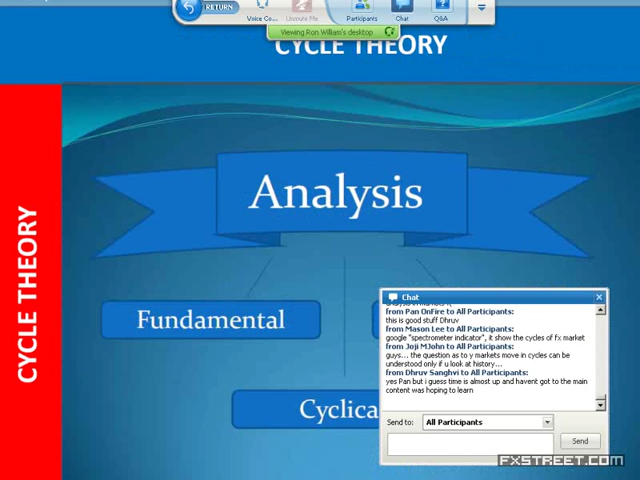 RETURN
Voice Co...
Unmute Me
Participants
Chat
Q&A
Viewing Ron William's desktop
CYCLE THEORY
CYCLE THEORY
Analysis
Fundamental
Cyclica
Chat
from Pan OnFire to All Participants:
this is good stuff Dhruv
from Mason Lee to All Participants:
google "spectrometer indicator", it show the cycles of fx market
from Joji MJohn to All Participants:
guys... the question as to y markets move in cycles can be
understood only if u look at history...
from Dhruv Sanghvi to All Participants:
yes Pan but i guess time is almost up and havent got to the main
content was hoping to learn
Send to: All Participants
Send
FXSTREET.COM